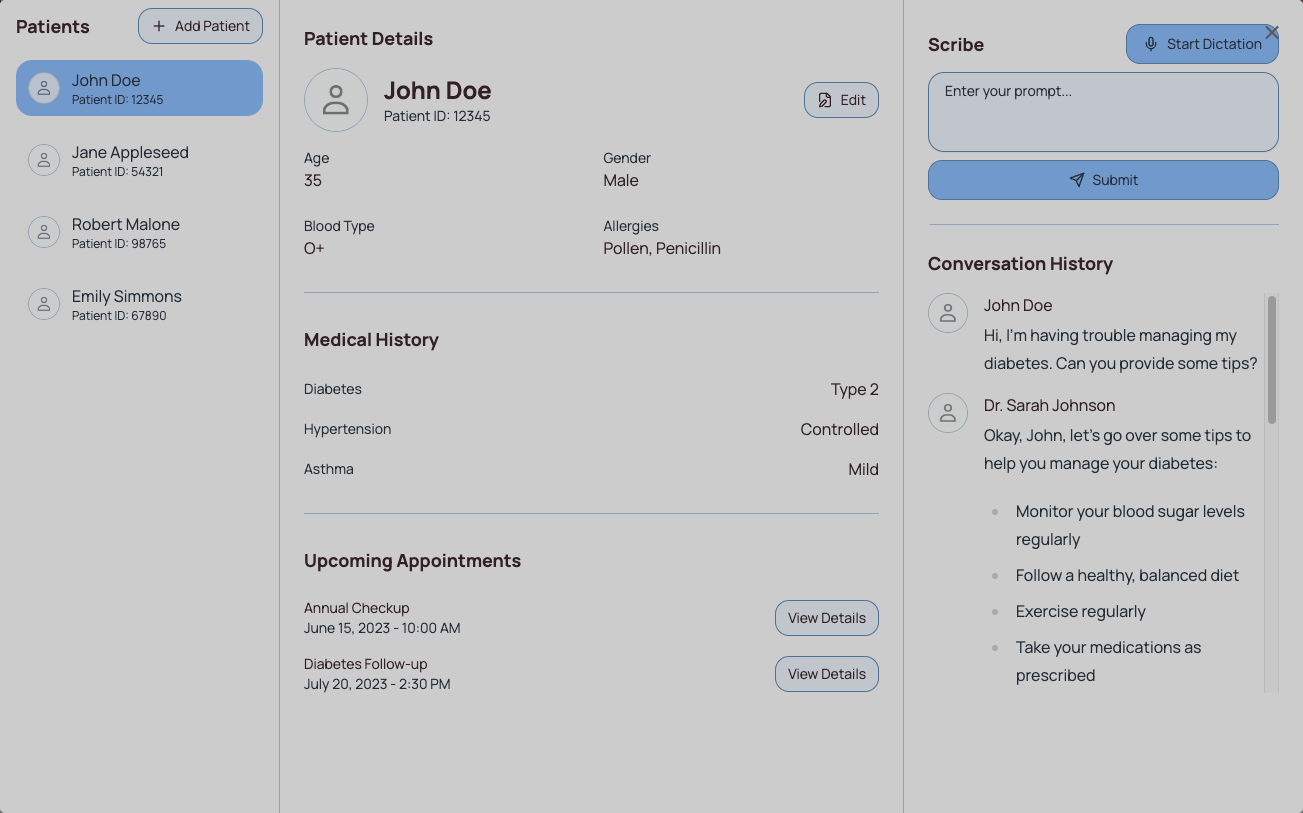 Patients
Add Patient
John Doe
Patient ID: 12345
Jane Appleseed
Patient ID: 54321
Robert Malone
Patient ID: 98765
Emily Simmons
Patient ID: 67890
Patient Details
John Doe
Patient ID: 12345
Edit
Age
35
Gender
Male
Blood Type
O+
Allergies
Pollen, Penicillin
Medical History
Diabetes
Type 2
Hypertension
Controlled
Asthma
Mild
Upcoming Appointments
Annual Checkup
June 15, 2023 - 10:00 AM
View Details
Diabetes Follow-up
July 20, 2023 - 2:30 PM
View Details
Scribe
Start Dictation
Enter your prompt...
Submit
Conversation History
John Doe
Hi, I'm having trouble managing my
diabetes. Can you provide some tips?
Dr. Sarah Johnson
Okay, John, let's go over some tips to
help you manage your diabetes:
Monitor your blood sugar levels
regularly
Follow a healthy, balanced diet
Exercise regularly
Take your medications as
prescribed